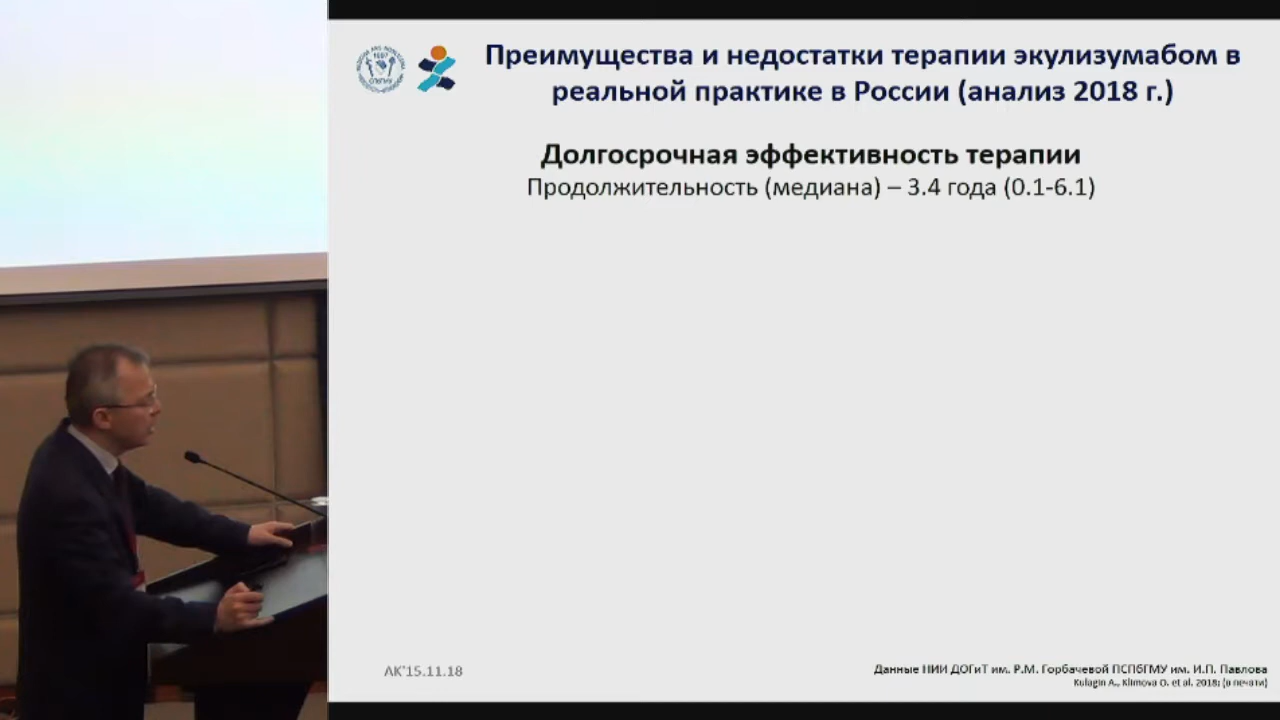 Преимущества и недостатки терапии экулизумабом в
реальной практике в России (анализ 2018 г.)
Долгосрочная эффективность терапии
Продолжительность (медиана) – 3.4 года (0.1-6.1)
ΛΚ'15.11.18
Данные НИИ ДОГиТ им. Р.М. Горбачевой ПСПбГМУ им. И.П. Павлова
Kulagin A., Klimova O. et al. 2018; (в печати)